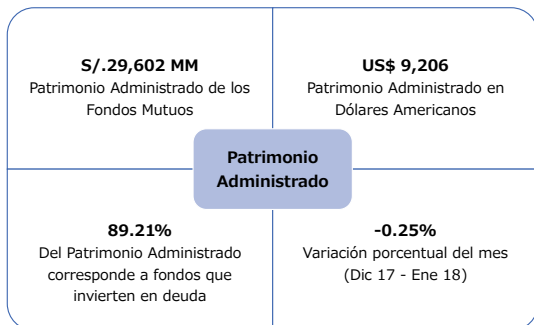 S/.29,602 MM
Patrimonio Administrado de los
Fondos Mutuos
US$ 9,206
Patrimonio Administrado en
Dólares Americanos
Patrimonio
Administrado
89.21%
Del Patrimonio Administrado
corresponde a fondos que
invierten en deuda
-0.25%
Variación porcentual del mes
(Dic 17 - Ene 18)